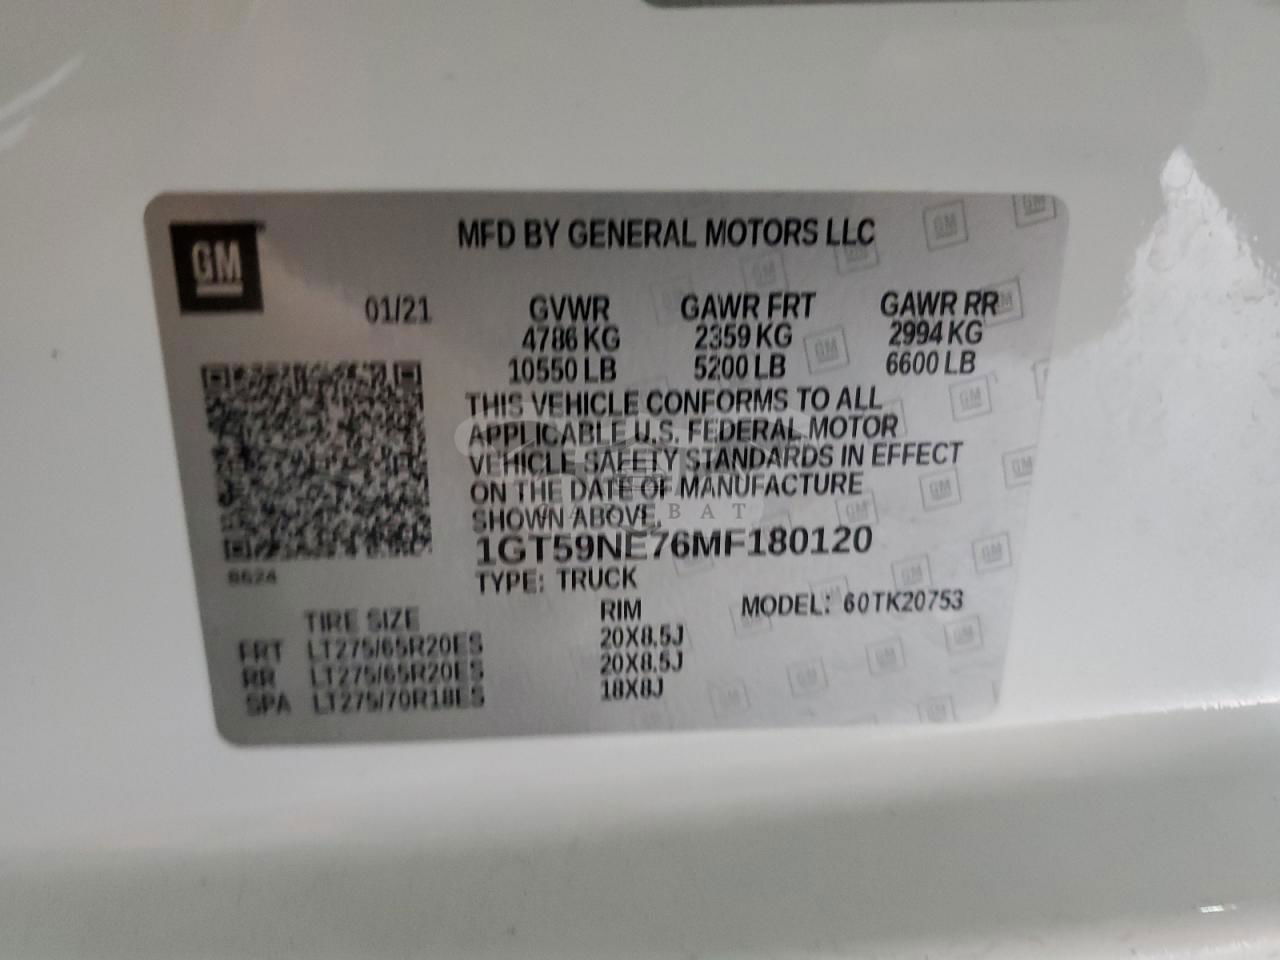 GM
MFD BY GENERAL MOTORS LLC
01/21 GVWR GAWR FRT GAWR RR
4786 KG 2359 KG 2994 KG
10550 LB 5200 LB 6600 LB
THIS VEHICLE CONFORMS TO ALL
APPLICABLE U.S. FEDERAL MOTOR
VEHICLE SAFETY STANDARDS IN EFFECT
ON THE DATE OF MANUFACTURE
SHOWN ABOVE.
1GT59NE76MF180120
8624 TYPE: TRUCK
TIRE SIZE RIM MODEL: 60TK20753
FRT LT275/65R20ES 20X8.5J
RR LT275/65R20ES 20X8.5J
SPA LT275/70R18ES 18X8J